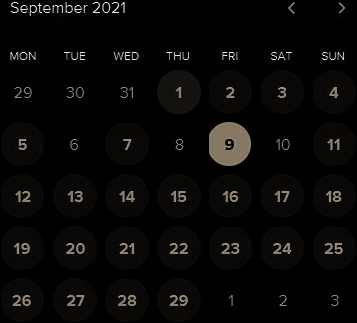 September 2021
MON TUE WED THU FRI SAT SUN
29 30 31 1 2 3 4
5 6 7 8 9 10 11
12 13 14 15 16 17 18
19 20 21 22 23 24 25
26 27 28 29 1 2 3